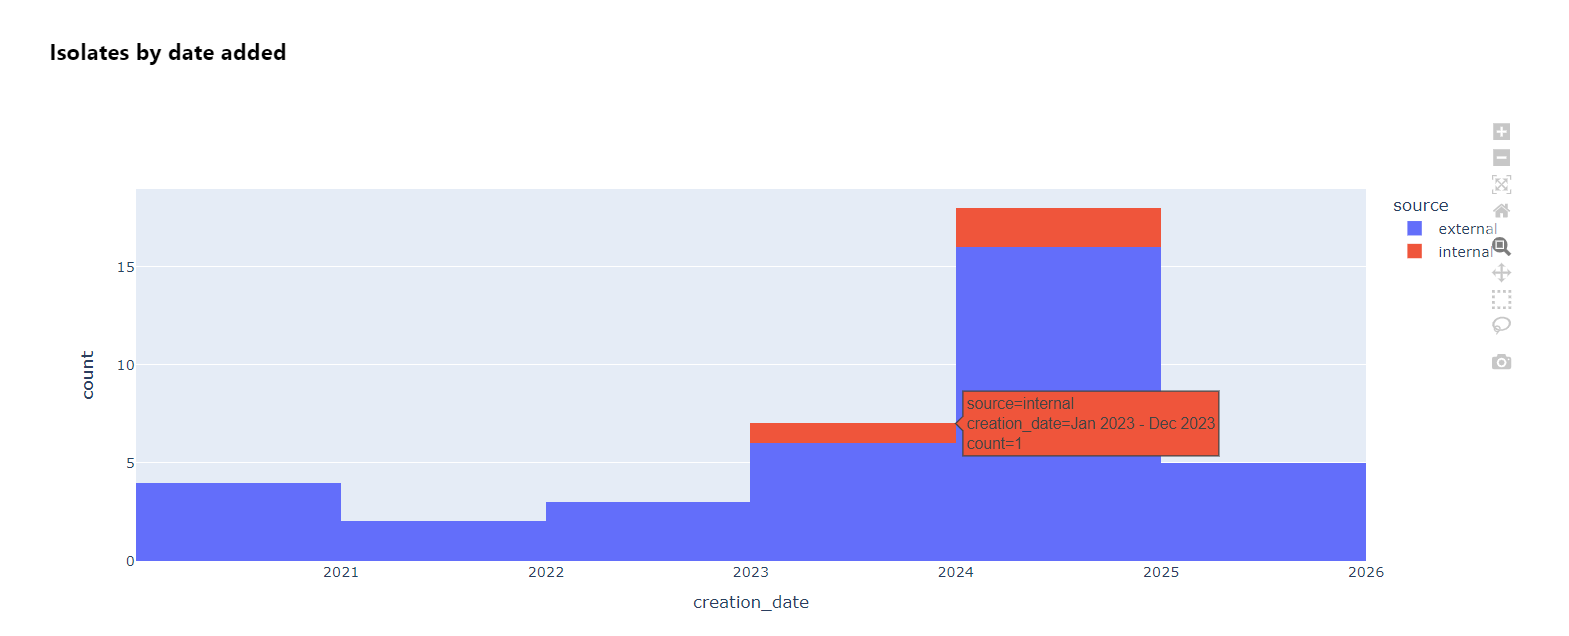 Isolates by date added
source
external
internal
15
10
5
0
count
source=internal
creation_date=Jan 2023 - Dec 2023
count=1
2021
2022
2023
2024
2025
2026
creation_date